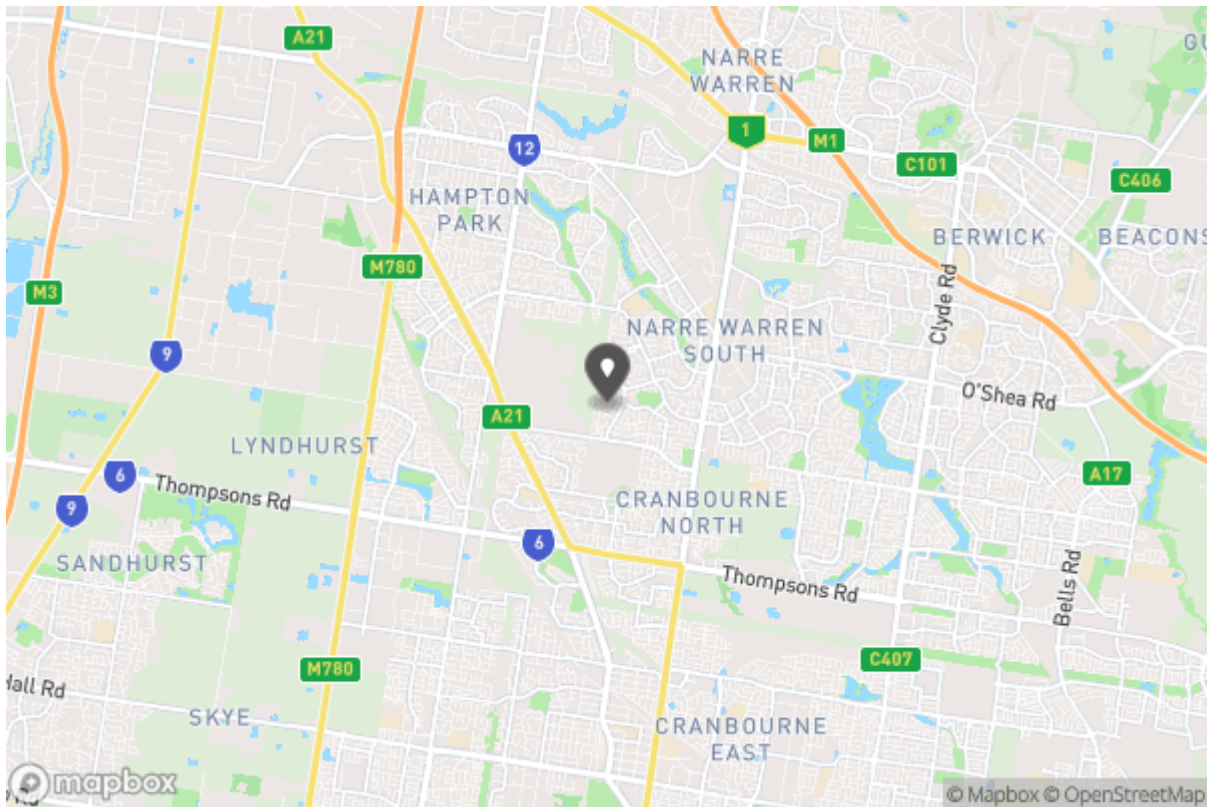 A21
NARRE
WARREN
GU
1
M1
12
C101
C406
HAMPTON
PARK
BERWICK
BEACONS
M780
M3
Clyde Rd
NARRE WARREN
SOUTH
9
O'Shea Rd
A21
LYNDHURST
6
Thompsons Rd
A17
9
CRANBOURNE
NORTH
6
SANDHURST
Thompsons Rd
Bells Rd
C407
M780
Hall Rd
SKYE
CRANBOURNE
EAST
mapbox
Rd
© Mapbox © OpenStreetMap